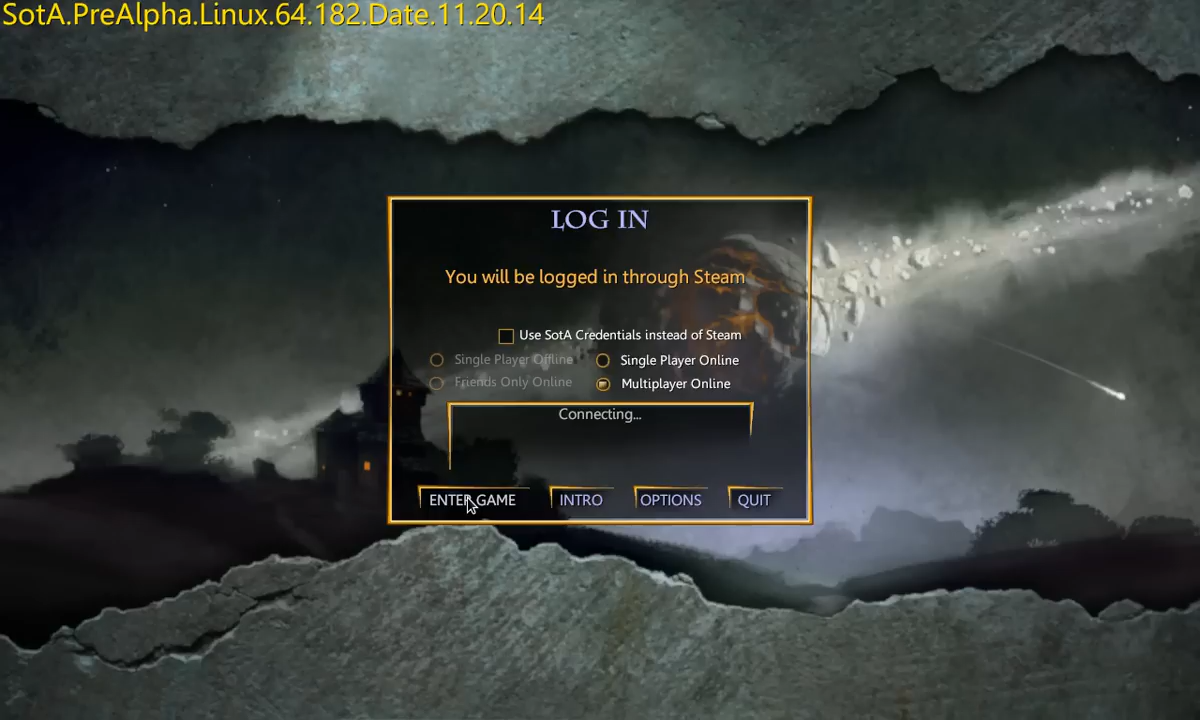 SotA.PreAlpha.Linux.64.182.Date.11.20.14
LOG IN
You will be logged in through Steam
Use SotA Credentials instead of Steam
Single Player Offline
Single Player Online
Friends Only Online
Multiplayer Online
Connecting...
ENTER GAME
INTRO
OPTIONS
QUIT